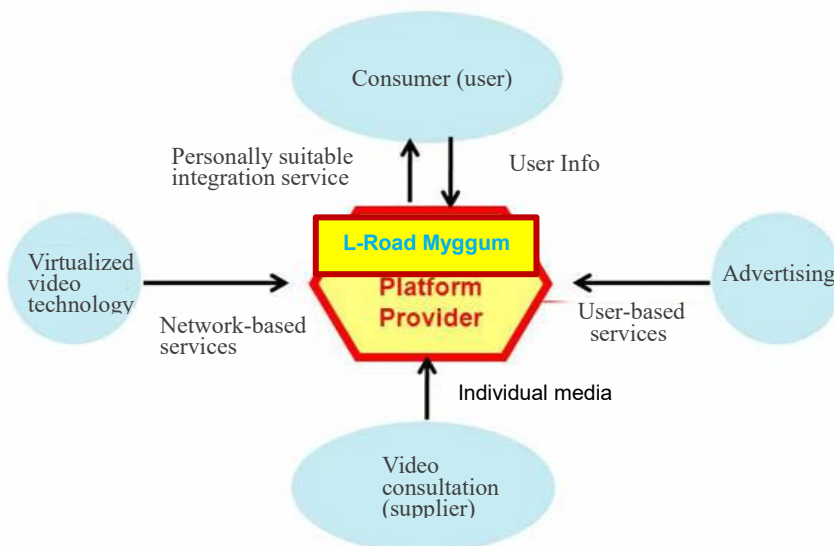 Consumer (user)
Personally suitable
integration service
User Info
L-Road Myggum
Platform
Provider
Virtualized
video
technology
Network-based
services
Advertising
User-based
services
Individual media
Video
consultation
(supplier)